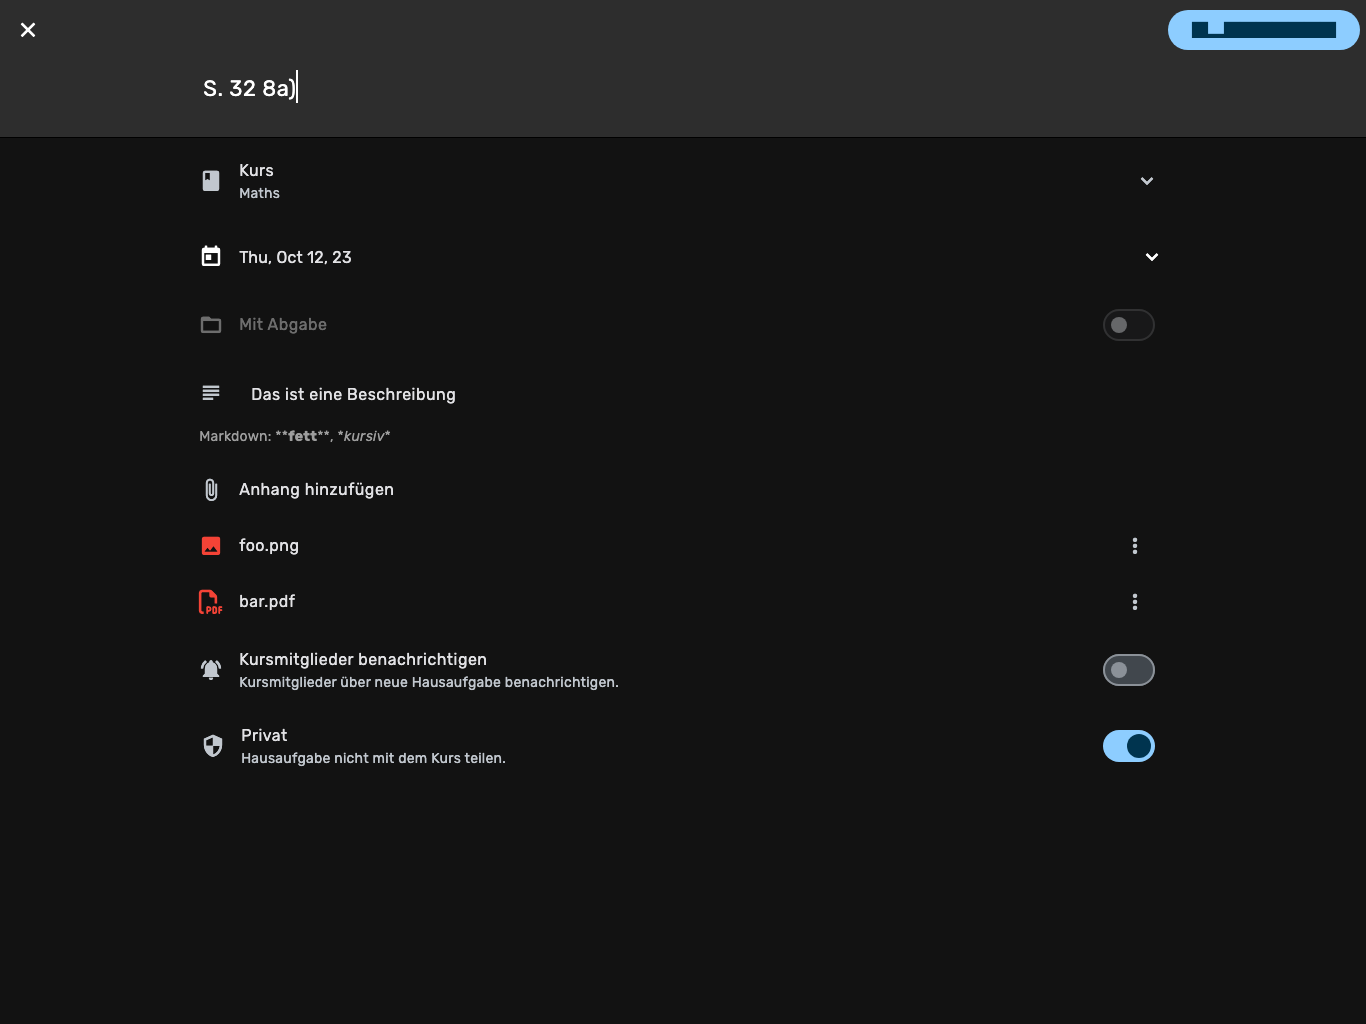 S. 32 8a)
Kurs
Maths
Thu, Oct 12, 23
Mit Abgabe
Das ist eine Beschreibung
Markdown: **fett**, *kursiv*
Anhang hinzufügen
foo.png
PDF
bar.pdf
Kursmitglieder benachrichtigen
Kursmitglieder über neue Hausaufgabe benachrichtigen.
Privat
Hausaufgabe nicht mit dem Kurs teilen.